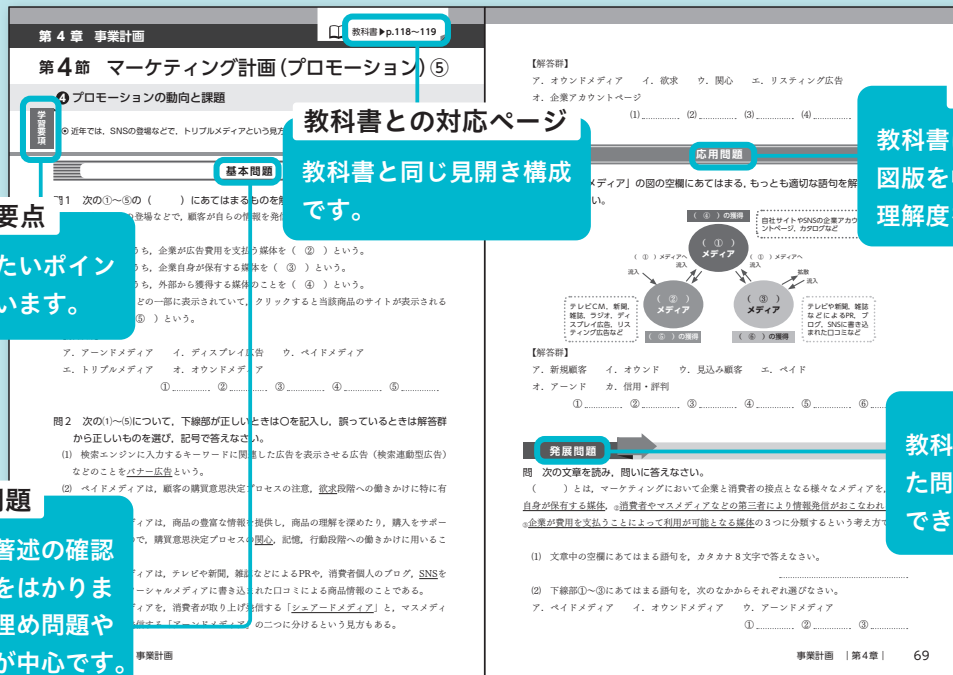 第 4 章 事業計画
教科書▶p.118〜119
第4節 マーケティング計画(プロモーション)⑤
❹プロモーションの動向と課題
学習要項
⦿ 近年では、SNSの登場などで、トリプルメディアという見方
教科書との対応ページ
教科書と同じ見開き構成
です。
基本問題
問1 次の①〜⑤の( )にあてはまるものを解
の登場などで、顧客が自らの情報を発信
うち、企業が広告費用を支払う媒体を( ② )という。
うち、企業自身が保有する媒体を( ③ )という。
うち、外部から獲得する媒体のことを( ④ )という。
どの一部に表示されていて、クリックすると当該商品のサイトが表示される
⑤ )という。
ア．アーンドメディア イ．ディスプレイ広告 ウ．ペイドメディア
エ．トリプルメディア オ．オウンドメディア
① ② ③ ④ ⑤
問2 次の⑴〜⑸について、下線部が正しいときは〇を記入し、誤っているときは解答群
から正しいものを選び、記号で答えなさい。
⑴ 検索エンジンに入力するキーワードに関連した広告を表示させる広告(検索連動型広告)
などのことをバナー広告という。
⑵ ペイドメディアは、顧客の購買意思決定プロセスの注意、欲求段階への働きかけに特に有
ディアは、商品の豊富な情報を提供し、商品の理解を深めたり、購入をサポー
ので、購買意思決定プロセスの関心、記憶、行動段階への働きかけに用いるこ
ディアは、テレビや新聞、雑誌などによるPRや、消費者個人のブログ、SNSを
ーシャルメディアに書き込まれた口コミによる商品情報のことである。
ィアを、消費者が取り上げ発信する「シェアードメディア」と、マスメディ
信する「アーンドメディア」の二つに分けるという見方もある。
事業計画
要点
たいポイン
います。
問題
著述の確認
をはかりま
埋め問題や
が中心です。
【解答群】
ア．オウンドメディア イ．欲求 ウ．関心 エ．リスティング広告
オ．企業アカウントページ
⑴ ⑵ ⑶ ⑷
応用問題
メディア」の図の空欄にあてはまる、もっとも適切な語句を解
い。
( ④ )の獲得
自社サイトやSNSの企業アカウ
ントページ、カタログなど
( ① )
メディア
( ① )メディアへ
流入
( ① )メディアへ
流入
流入
拡散
流入
テレビCM、新聞、
雑誌、ラジオ、ディ
スプレイ広告、リス
ティング広告など
( ② )
メディア
( ③ )
メディア
テレビや新聞、雑誌
などによるPR、ブ
ログ、SNSに書き込
まれた口コミなど
( ⑤ )の獲得
( ⑥ )の獲得
【解答群】
ア．新規顧客 イ．オウンド ウ．見込み顧客 エ．ペイド
オ．アーンド カ．信用・評判
① ② ③ ④ ⑤ ⑥
発展問題
問 次の文章を読み、問いに答えなさい。
( )とは、マーケティングにおいて企業と消費者の接点となる様々なメディアを、
自身が保有する媒体、②消費者やマスメディアなどの第三者により情報発信がおこなわれ
③企業が費用を支払うことによって利用が可能となる媒体の3つに分類するという考え方で
⑴ 文章中の空欄にあてはまる語句を、カタカナ8文字で答えなさい。
⑵ 下線部①〜③にあてはまる語句を、次のなかからそれぞれ選びなさい。
ア．ペイドメディア イ．オウンドメディア ウ．アーンドメディア
① ② ③
事業計画 |第4章| 69
教科書
図版を
理解度
教科
た問
でき